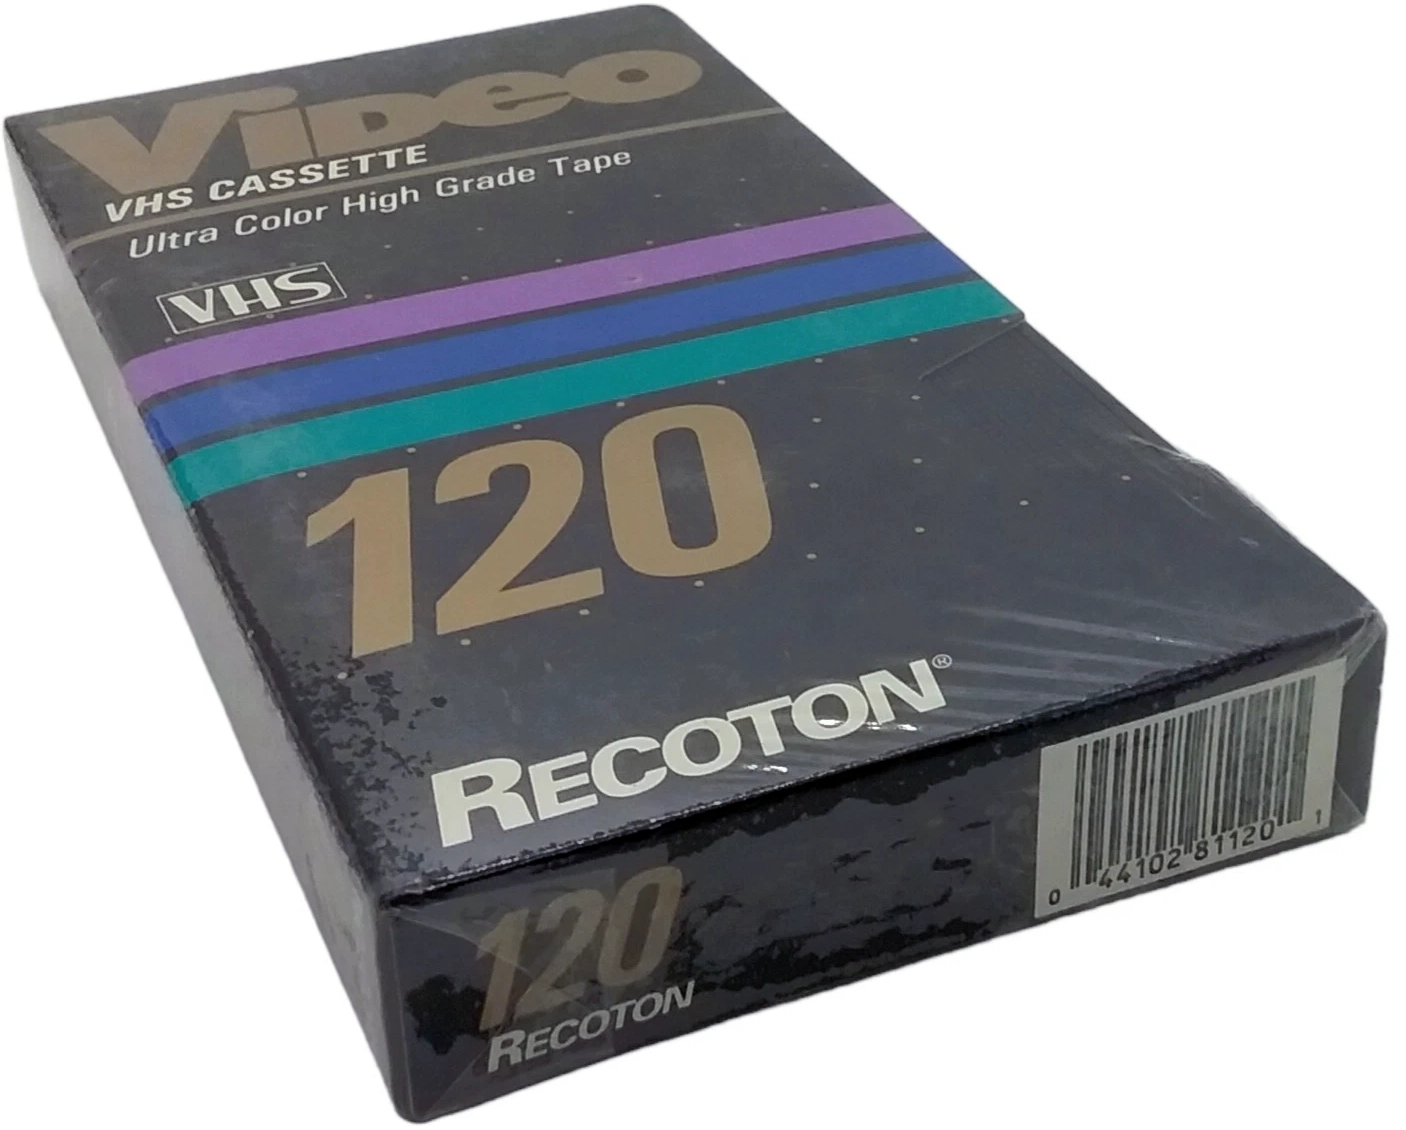 Video
VHS CASSETTE
Ultra Color High Grade Tape
VHS
120
RECOTON®
120
RECOTON
0 44102 81120 1